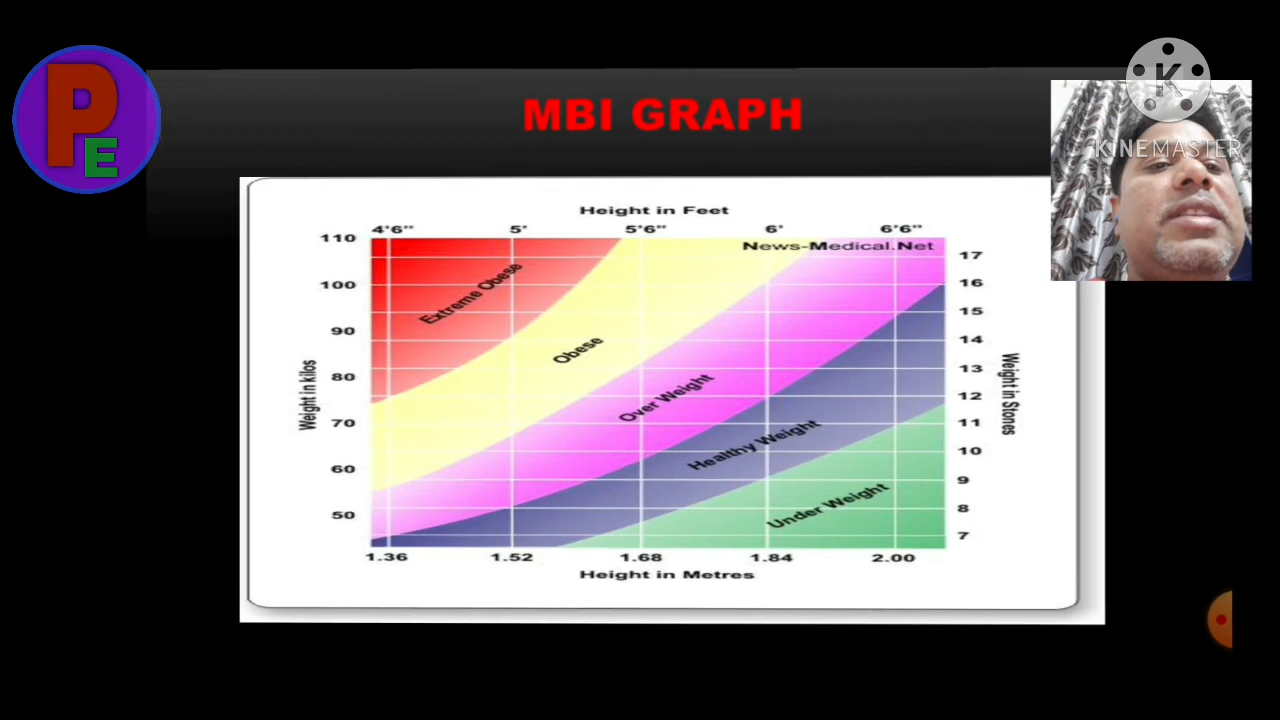 P
E
K
KINEMASTER
MBI GRAPH
Height in Feet
4'6" 5' 5'6" 6' 6'6"
News-Medical.Net
110
100
90
80
70
60
50
Weight in kilos
Extreme Obese
Obese
Over Weight
Healthy Weight
Under Weight
17
16
15
14
13
12
11
10
9
8
7
Weight in Stones
1.36 1.52 1.68 1.84 2.00
Height in Metres